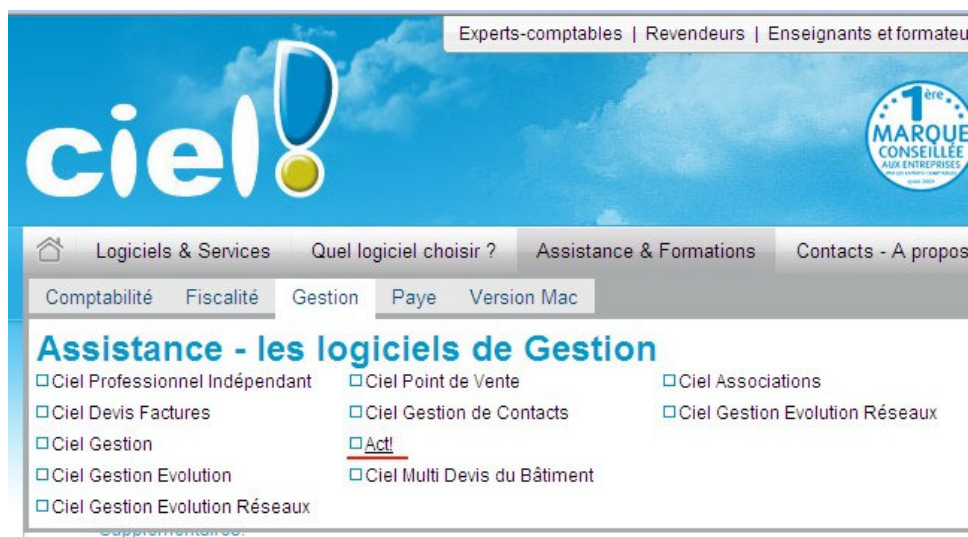 Experts-comptables | Revendeurs | Enseignants et formateu
ciel!
1ère
MARQUE
CONSEILLÉE
AUX ENTREPRISES
Logiciels & Services Quel logiciel choisir ? Assistance & Formations Contacts - A propos
Comptabilité Fiscalité Gestion Paye Version Mac
Assistance - les logiciels de Gestion
Ciel Professionnel Indépendant Ciel Point de Vente Ciel Associations
Ciel Devis Factures Ciel Gestion de Contacts Ciel Gestion Evolution Réseaux
Ciel Gestion Act!
Ciel Gestion Evolution Ciel Multi Devis du Bâtiment
Ciel Gestion Evolution Réseaux